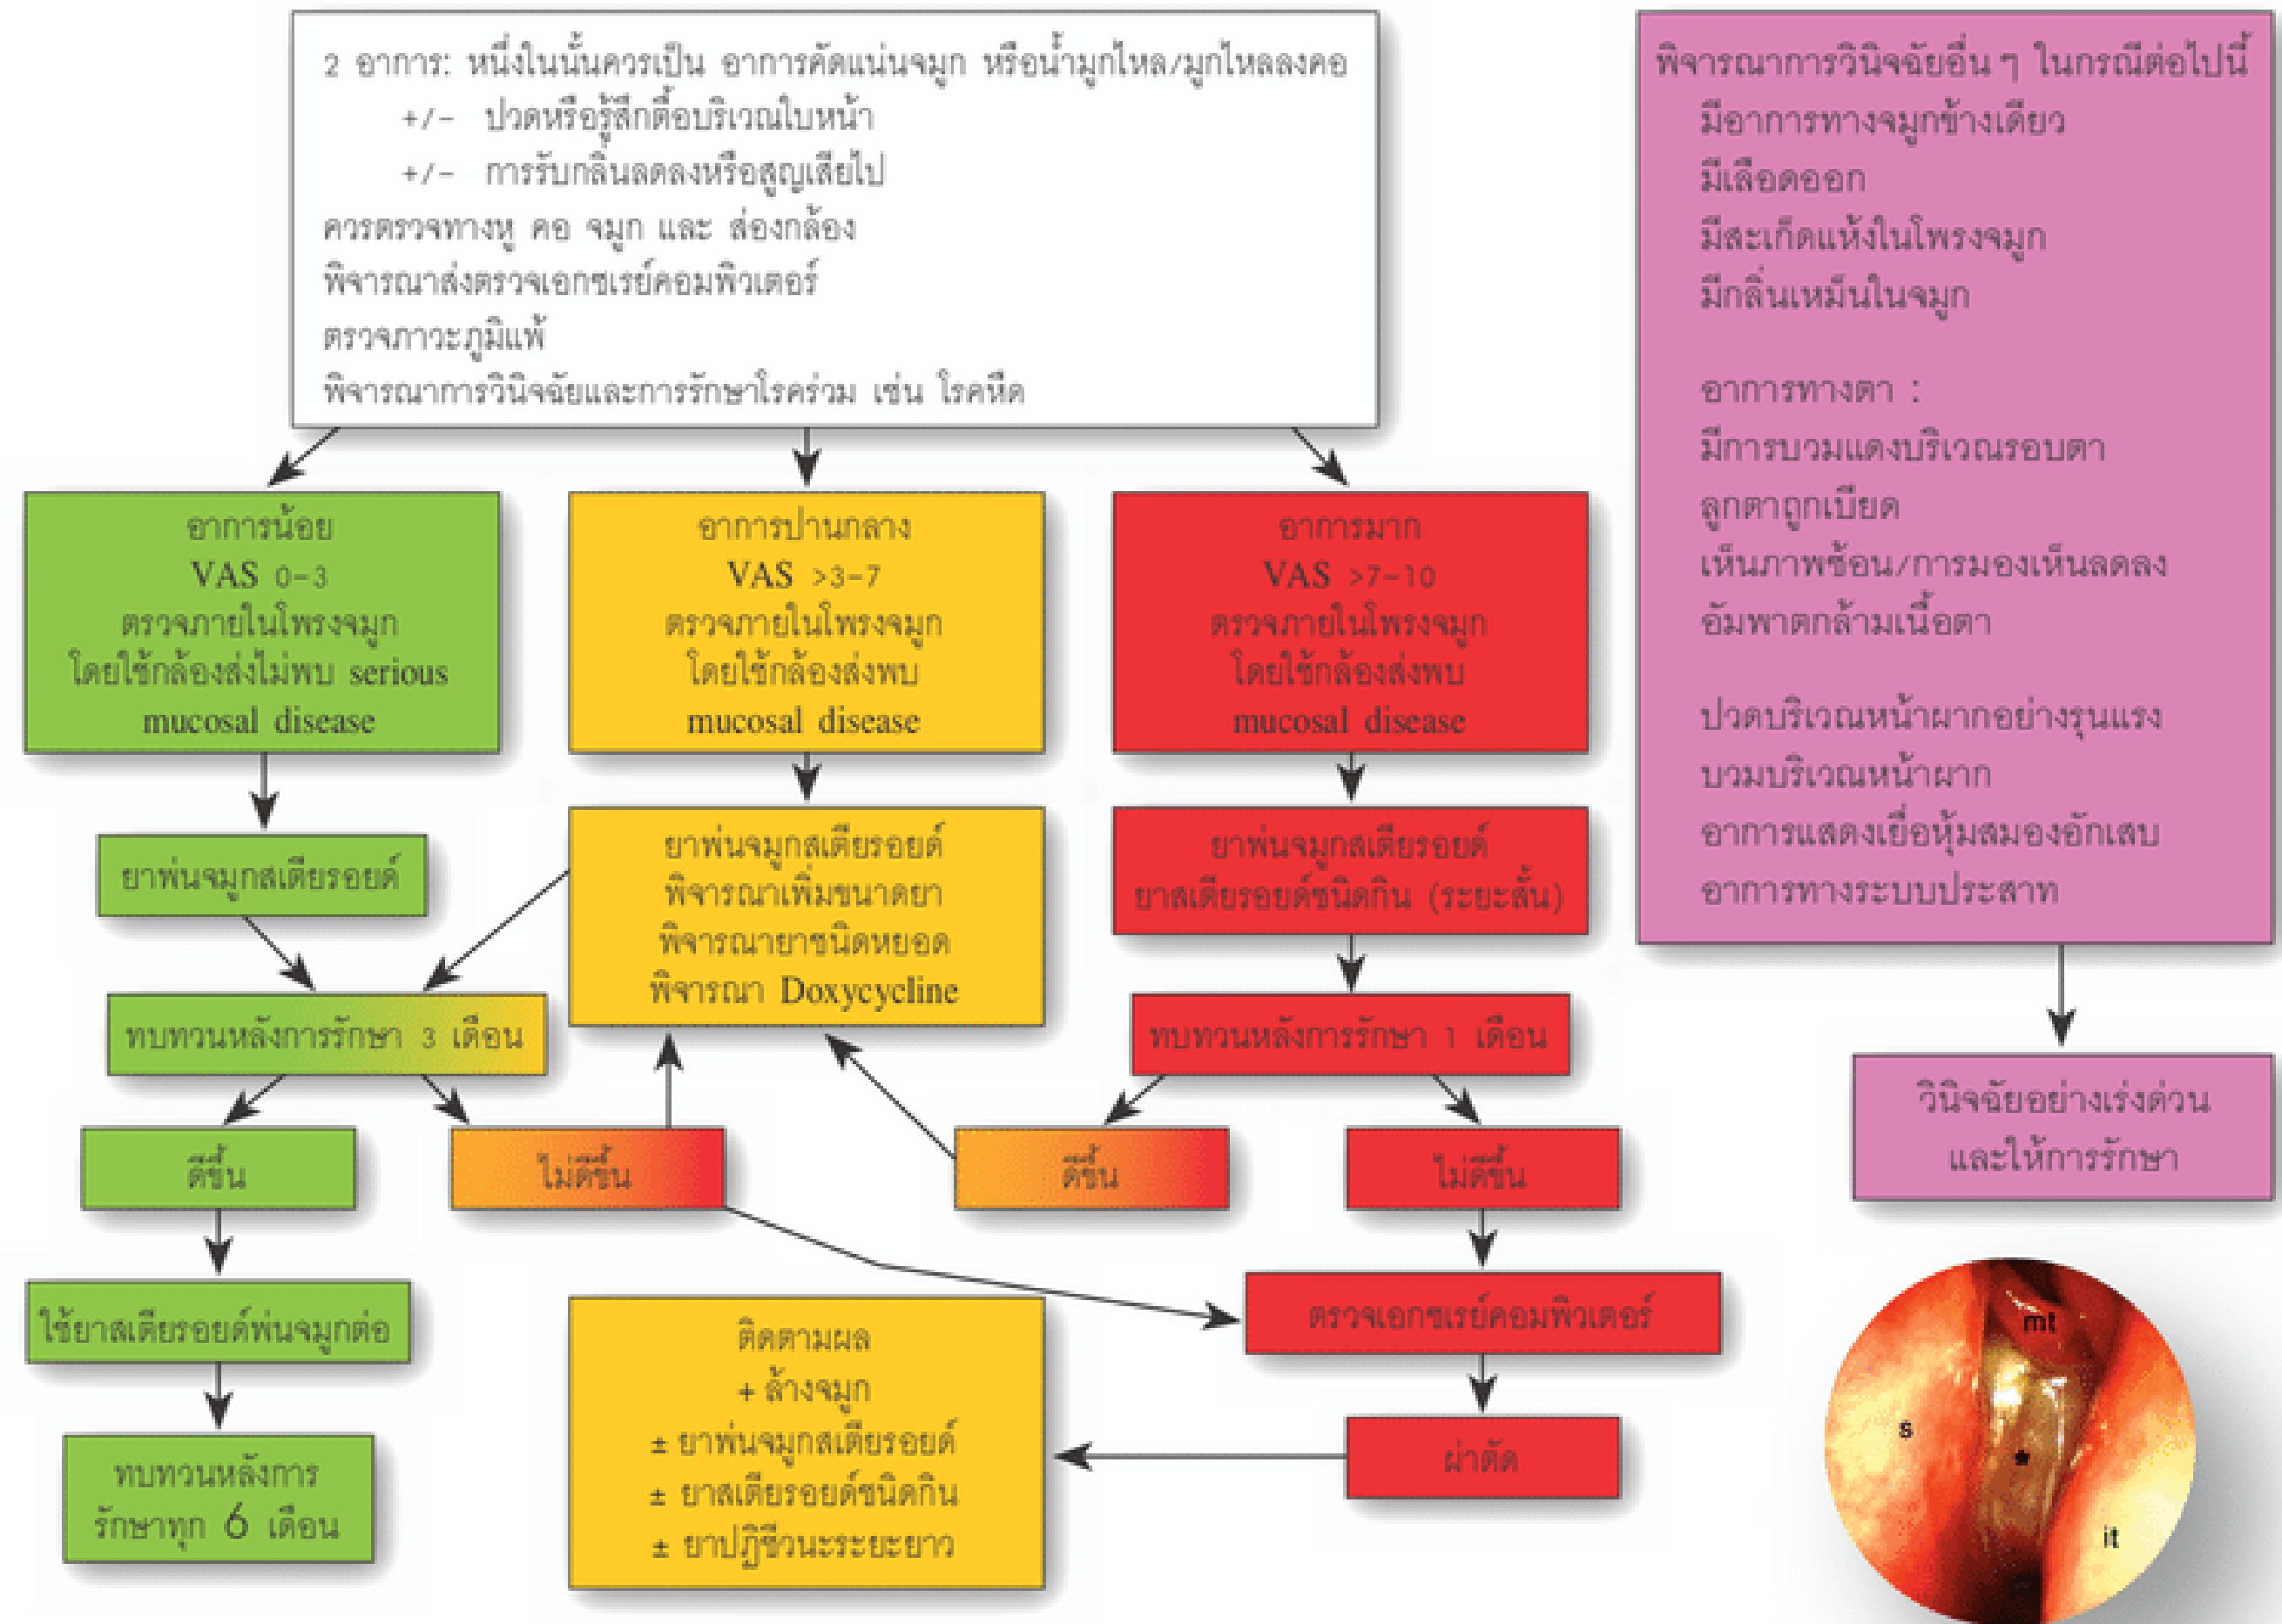 2 อาการ: หนึ่งในนั้นควรเป็น อาการคัดแน่นจมูก หรือน้ำมูกไหล/มูกไหลลงคอ
+/- ปวดหรือรู้สึกตื้อบริเวณใบหน้า
+/- การรับกลิ่นลดลงหรือสูญเสียไป
ควรตรวจทางหู คอ จมูก และ ส่องกล้อง
พิจารณาส่งตรวจเอกซเรย์คอมพิวเตอร์
ตรวจภาวะภูมิแพ้
พิจารณาการวินิจฉัยและการรักษาโรคร่วม เช่น โรคหืด
อาการน้อย
VAS 0-3
ตรวจภายในโพรงจมูก
โดยใช้กล้องส่งไม่พบ serious
mucosal disease
อาการปานกลาง
VAS >3-7
ตรวจภายในโพรงจมูก
โดยใช้กล้องส่งพบ
mucosal disease
อาการมาก
VAS >7-10
ตรวจภายในโพรงจมูก
โดยใช้กล้องส่งพบ
mucosal disease
ยาพ่นจมูกสเตียรอยด์
ยาพ่นจมูกสเตียรอยด์
พิจารณาเพิ่มขนาดยา
พิจารณายาชนิดหยอด
พิจารณา Doxycycline
ยาพ่นจมูกสเตียรอยด์
ยาสเตียรอยด์ชนิดกิน (ระยะสั้น)
ทบทวนหลังการรักษา 3 เดือน
ทบทวนหลังการรักษา 1 เดือน
ดีขึ้น
ไม่ดีขึ้น
ดีขึ้น
ไม่ดีขึ้น
ใช้ยาสเตียรอยด์พ่นจมูกต่อ
ทบทวนหลังการ
รักษาทุก 6 เดือน
ตรวจเอกซเรย์คอมพิวเตอร์
ผ่าตัด
ติดตามผล
+ ล้างจมูก
± ยาพ่นจมูกสเตียรอยด์
± ยาสเตียรอยด์ชนิดกิน
± ยาปฏิชีวนะระยะยาว
พิจารณาการวินิจฉัยอื่น ๆ ในกรณีต่อไปนี้
มีอาการทางจมูกข้างเดียว
มีเลือดออก
มีสะเก็ดแห้งในโพรงจมูก
มีกลิ่นเหม็นในจมูก
อาการทางตา :
มีการบวมแดงบริเวณรอบตา
ลูกตาถูกเบียด
เห็นภาพซ้อน/การมองเห็นลดลง
อัมพาตกล้ามเนื้อตา
ปวดบริเวณหน้าผากอย่างรุนแรง
บวมบริเวณหน้าผาก
อาการแสดงเยื่อหุ้มสมองอักเสบ
อาการทางระบบประสาท
วินิจฉัยอย่างเร่งด่วน
และให้การรักษา
mt
s
*
it